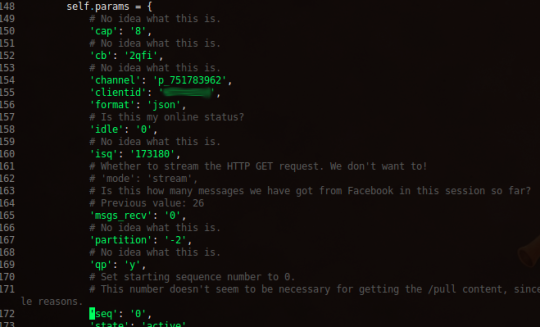 148 self.params = {
149 # No idea what this is.
150 'cap': '8',
151 # No idea what this is.
152 'cb': '2qfi',
153 # No idea what this is.
154 'channel': 'p_751783962',
155 'clientid': '
156 'format': 'json',
157 # Is this my online status?
158 'idle': '0',
159 # No idea what this is.
160 'isq': '173180',
161 # Whether to stream the HTTP GET request. We don't want to!
162 # 'mode': 'stream',
163 # Is this how many messages we have got from Facebook in this session so far?
164 # Previous value: 26
165 'msgs_recv': '0',
166 # No idea what this is.
167 'partition': '-2',
168 # No idea what this is.
169 'qp': 'y',
170 # Set starting sequence number to 0.
171 # This number doesn't seem to be necessary for getting the /pull content, since
le reasons.
172 'seq': '0',
173 'state': 'active'